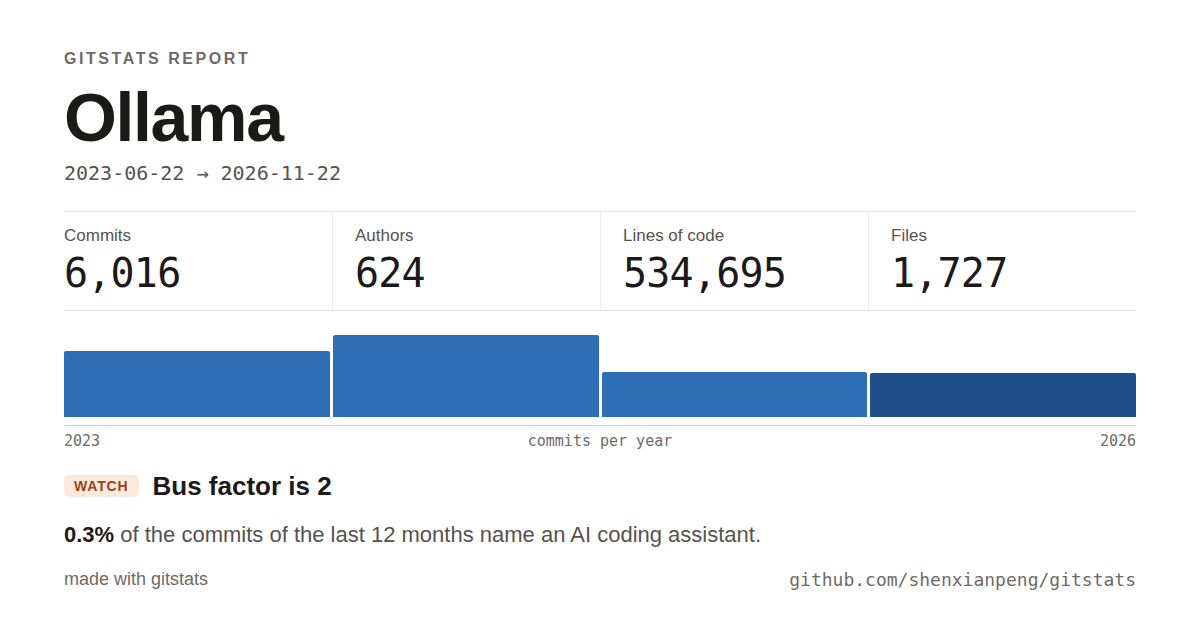 GITSTATS REPORT
Ollama
2023-06-22 → 2026-11-22
Commits Authors Lines of code Files
6,016 624 534,695 1,727
2023 commits per year 2026
WATCH Bus factor is 2
0.3% of the commits of the last 12 months name an AI coding assistant.
made with gitstats github.com/shenxianpeng/gitstats